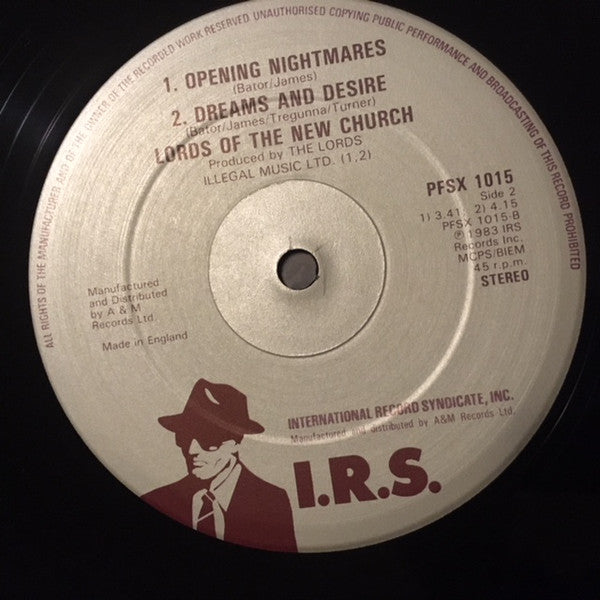 ALL RIGHTS OF THE MANUFACTURER AND OF THE OWNER OF THE RECORDED WORK RESERVED UNAUTHORISED COPYING PUBLIC PERFORMANCE AND BROADCASTING OF THIS RECORD PROHIBITED
1. OPENING NIGHTMARES
(Bator/James)
2. DREAMS AND DESIRE
(Bator/James/Tregunna/Turner)
LORDS OF THE NEW CHURCH
Produced by THE LORDS
ILLEGAL MUSIC LTD. (1,2)
PFSX 1015
Side 2
1) 3.41. 2) 4.15
PFSX 1015 B
℗ 1983 IRS
Records Inc.
MCPS/BIEM
45 r.p.m.
STEREO
Manufactured
and Distributed
by A & M
Records Ltd.
Made in England
INTERNATIONAL RECORD SYNDICATE, INC.
Manufactured and distributed by A&M Records Ltd.
I.R.S.